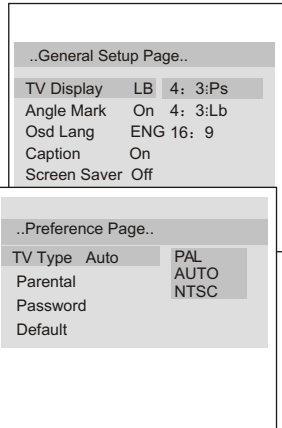 ..General Setup Page..
TV Display LB 4: 3:Ps
Angle Mark On 4: 3:Lb
Osd Lang ENG 16: 9
Caption On
Screen Saver Off
..Preference Page..
TV Type Auto PAL
Parental AUTO
NTSC
Password
Default